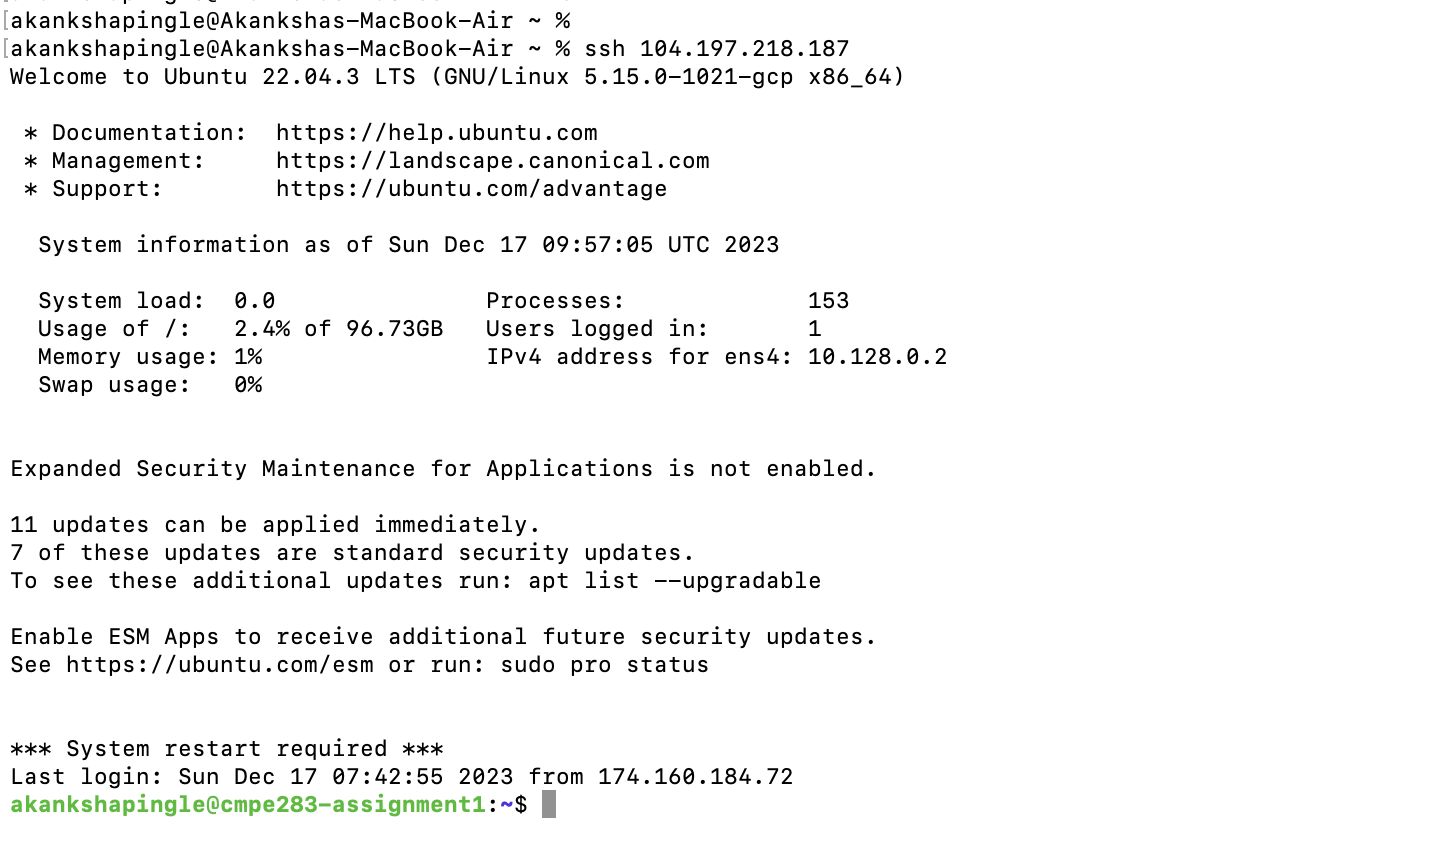 [akankshapingle@Akankshas-MacBook-Air ~ %
[akankshapingle@Akankshas-MacBook-Air ~ % ssh 104.197.218.187
Welcome to Ubuntu 22.04.3 LTS (GNU/Linux 5.15.0-1021-gcp x86_64)
* Documentation:  https://help.ubuntu.com
* Management:     https://landscape.canonical.com
* Support:        https://ubuntu.com/advantage
System information as of Sun Dec 17 09:57:05 UTC 2023
System load:  0.0               Processes:             153
Usage of /:   2.4% of 96.73GB   Users logged in:       1
Memory usage: 1%                IPv4 address for ens4: 10.128.0.2
Swap usage:   0%
Expanded Security Maintenance for Applications is not enabled.
11 updates can be applied immediately.
7 of these updates are standard security updates.
To see these additional updates run: apt list --upgradable
Enable ESM Apps to receive additional future security updates.
See https://ubuntu.com/esm or run: sudo pro status
*** System restart required ***
Last login: Sun Dec 17 07:42:55 2023 from 174.160.184.72
akankshapingle@cmpe283-assignment1:~$